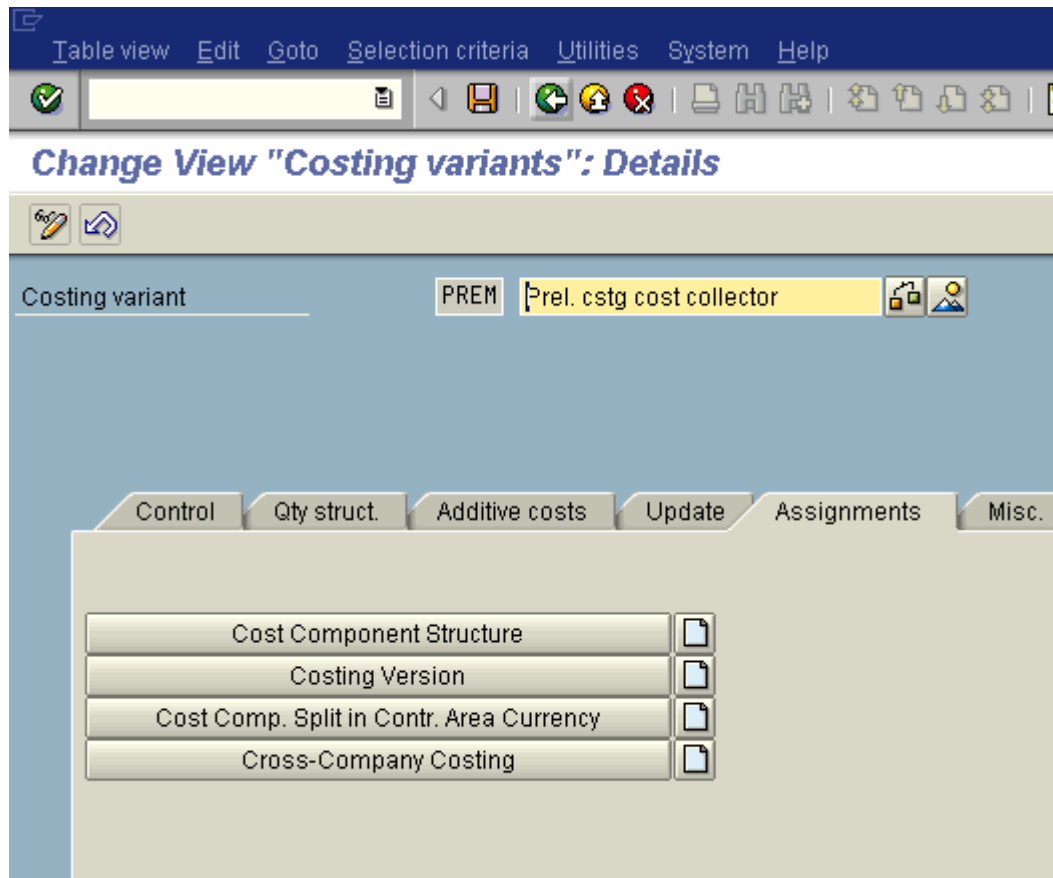 Table view Edit Goto Selection criteria Utilities System Help
Change View "Costing variants": Details
Costing variant PREM Prel. cstg cost collector
Control Qty struct. Additive costs Update Assignments Misc.
Cost Component Structure
Costing Version
Cost Comp. Split in Contr. Area Currency
Cross-Company Costing